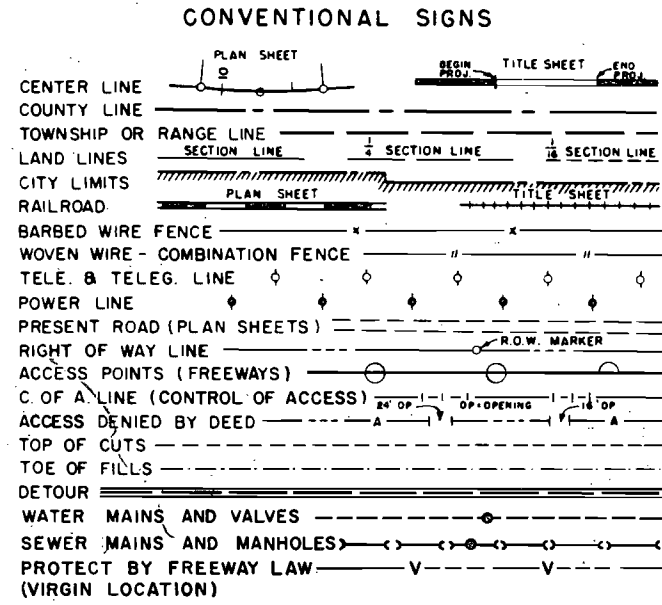 CONVENTIONAL SIGNS
PLAN SHEET
10
BEGIN PROJ.
TITLE SHEET
END PROJ.
CENTER LINE
COUNTY LINE
TOWNSHIP OR RANGE LINE
LAND LINES SECTION LINE 1/4 SECTION LINE 1/16 SECTION LINE
CITY LIMITS
PLAN SHEET TITLE SHEET
RAILROAD
BARBED WIRE FENCE x x
WOVEN WIRE - COMBINATION FENCE // //
TELE. & TELEG. LINE
POWER LINE
PRESENT ROAD (PLAN SHEETS)
RIGHT OF WAY LINE R.O.W. MARKER
ACCESS POINTS (FREEWAYS)
C. OF A. LINE (CONTROL OF ACCESS)
24' OP OP=OPENING 16' OP
ACCESS DENIED BY DEED A A
TOP OF CUTS
TOE OF FILLS
DETOUR
WATER MAINS AND VALVES
SEWER MAINS AND MANHOLES
PROTECT BY FREEWAY LAW V V
(VIRGIN LOCATION)